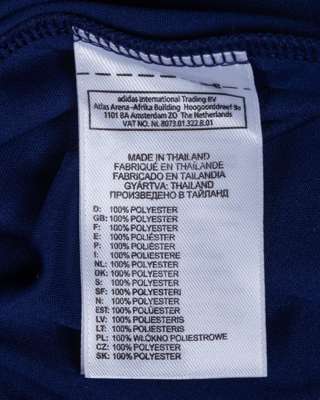 adidas International Trading BV
Atlas Arena-Afrika Building Hoogoorddreef 9a
1101 BA Amsterdam ZO The Netherlands
VAT NO. NL 8073.01.322.B.01
MADE IN THAILAND
FABRIQUÉ EN THAÏLANDE
FABRICADO EN TAILANDIA
GYÁRTVA: THAIFÖLD
ПРОИЗВЕДЕНО В ТАЙЛАНД
D: 100% POLYESTER
GB: 100% POLYESTER
F: 100% POLYESTER
E: 100% POLIÉSTER
P: 100% POLIÉSTER
I: 100% POLIESTERE
NL: 100% POLYESTER
DK: 100% POLYESTER
S: 100% POLYESTER
SF: 100% POLYESTERI
N: 100% POLYESTER
EST: 100% POLÜESTER
LV: 100% POLIESTERIS
LT: 100% POLIESTERIS
PL: 100% WŁÓKNO POLIESTROWE
CZ: 100% POLYESTER
SK: 100% POLYESTER